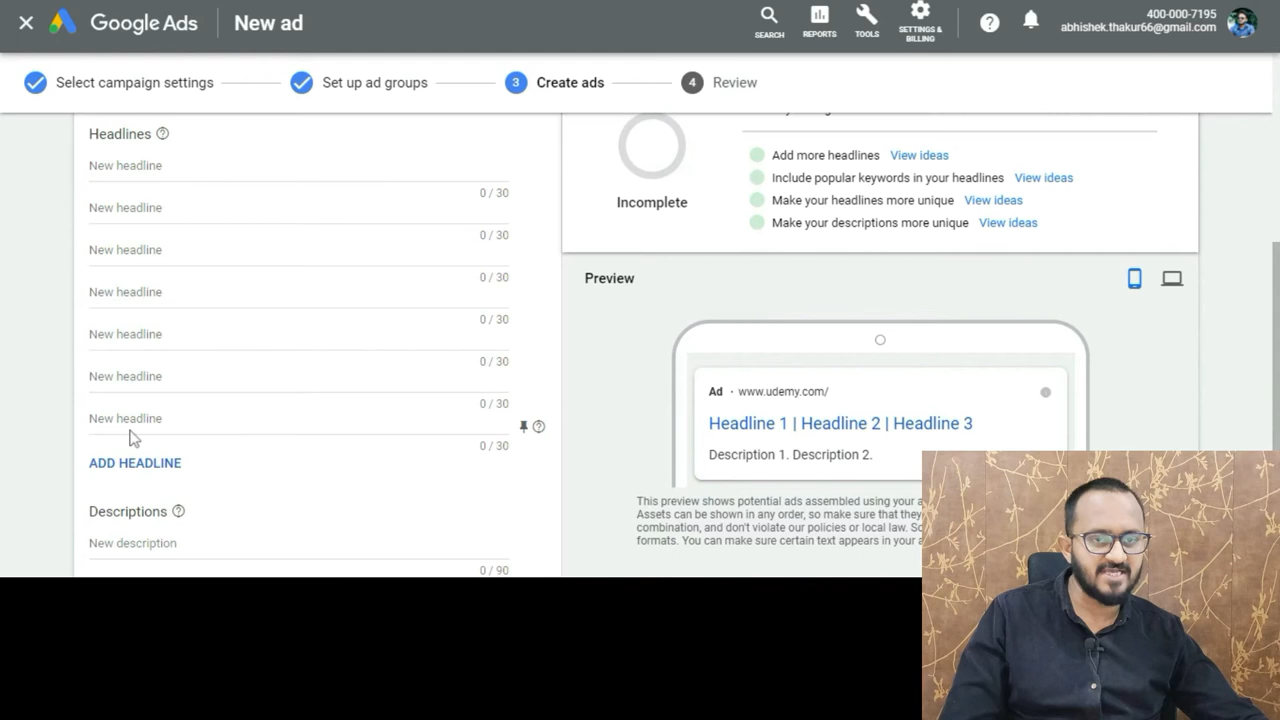 Google Ads
New ad
SEARCH
REPORTS
TOOLS
SETTINGS &
BILLING
400-000-7195
abhishek.thakur66@gmail.com
Select campaign settings
Set up ad groups
3
Create ads
4
Review
Headlines
New headline
0 / 30
New headline
0 / 30
New headline
0 / 30
New headline
0 / 30
New headline
0 / 30
New headline
0 / 30
New headline
0 / 30
ADD HEADLINE
Descriptions
New description
0 / 90
Incomplete
Add more headlines View ideas
Include popular keywords in your headlines View ideas
Make your headlines more unique View ideas
Make your descriptions more unique View ideas
Preview
Ad · www.udemy.com/
Headline 1 | Headline 2 | Headline 3
Description 1. Description 2.
This preview shows potential ads assembled using your a
Assets can be shown in any order, so make sure that they
combination, and don't violate our policies or local law. So
formats. You can make sure certain text appears in your a